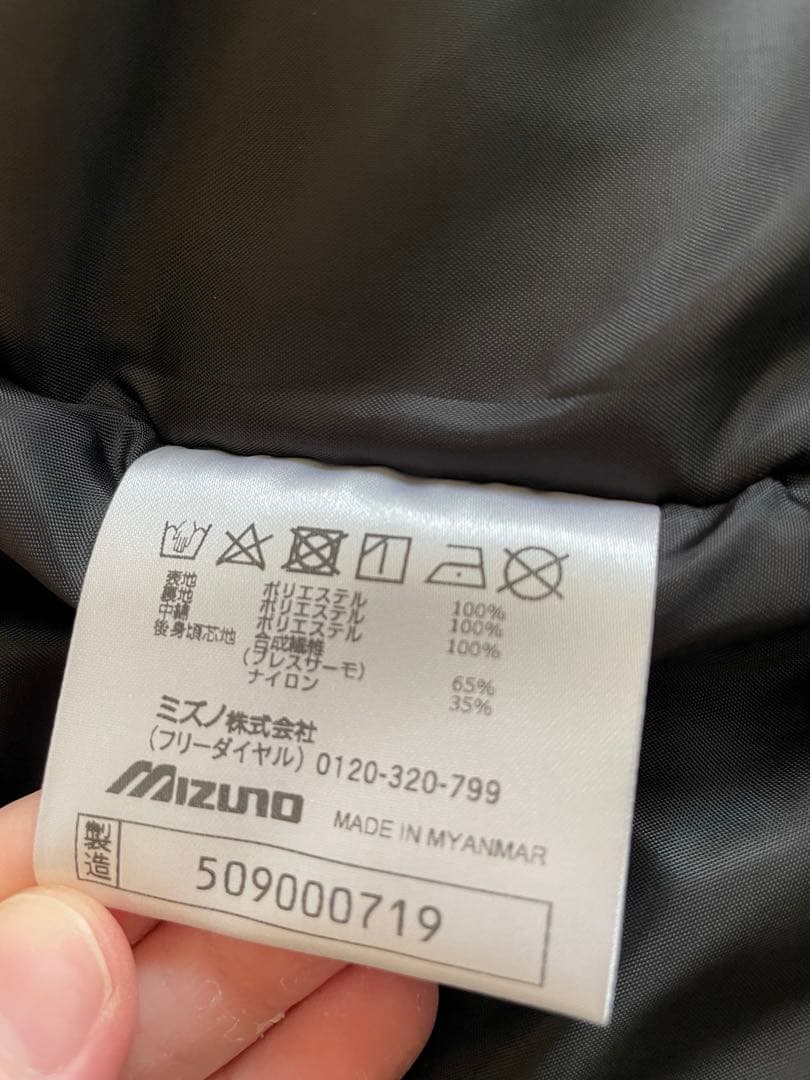 表地 ポリエステル 100%
裏地 ポリエステル 100%
中綿 ポリエステル 100%
後身頃芯地 合成繊維
(ブレスサーモ) 65%
ナイロン 35%
ミズノ株式会社
(フリーダイヤル) 0120-320-799
MIZUNO MADE IN MYANMAR
製造 509000719